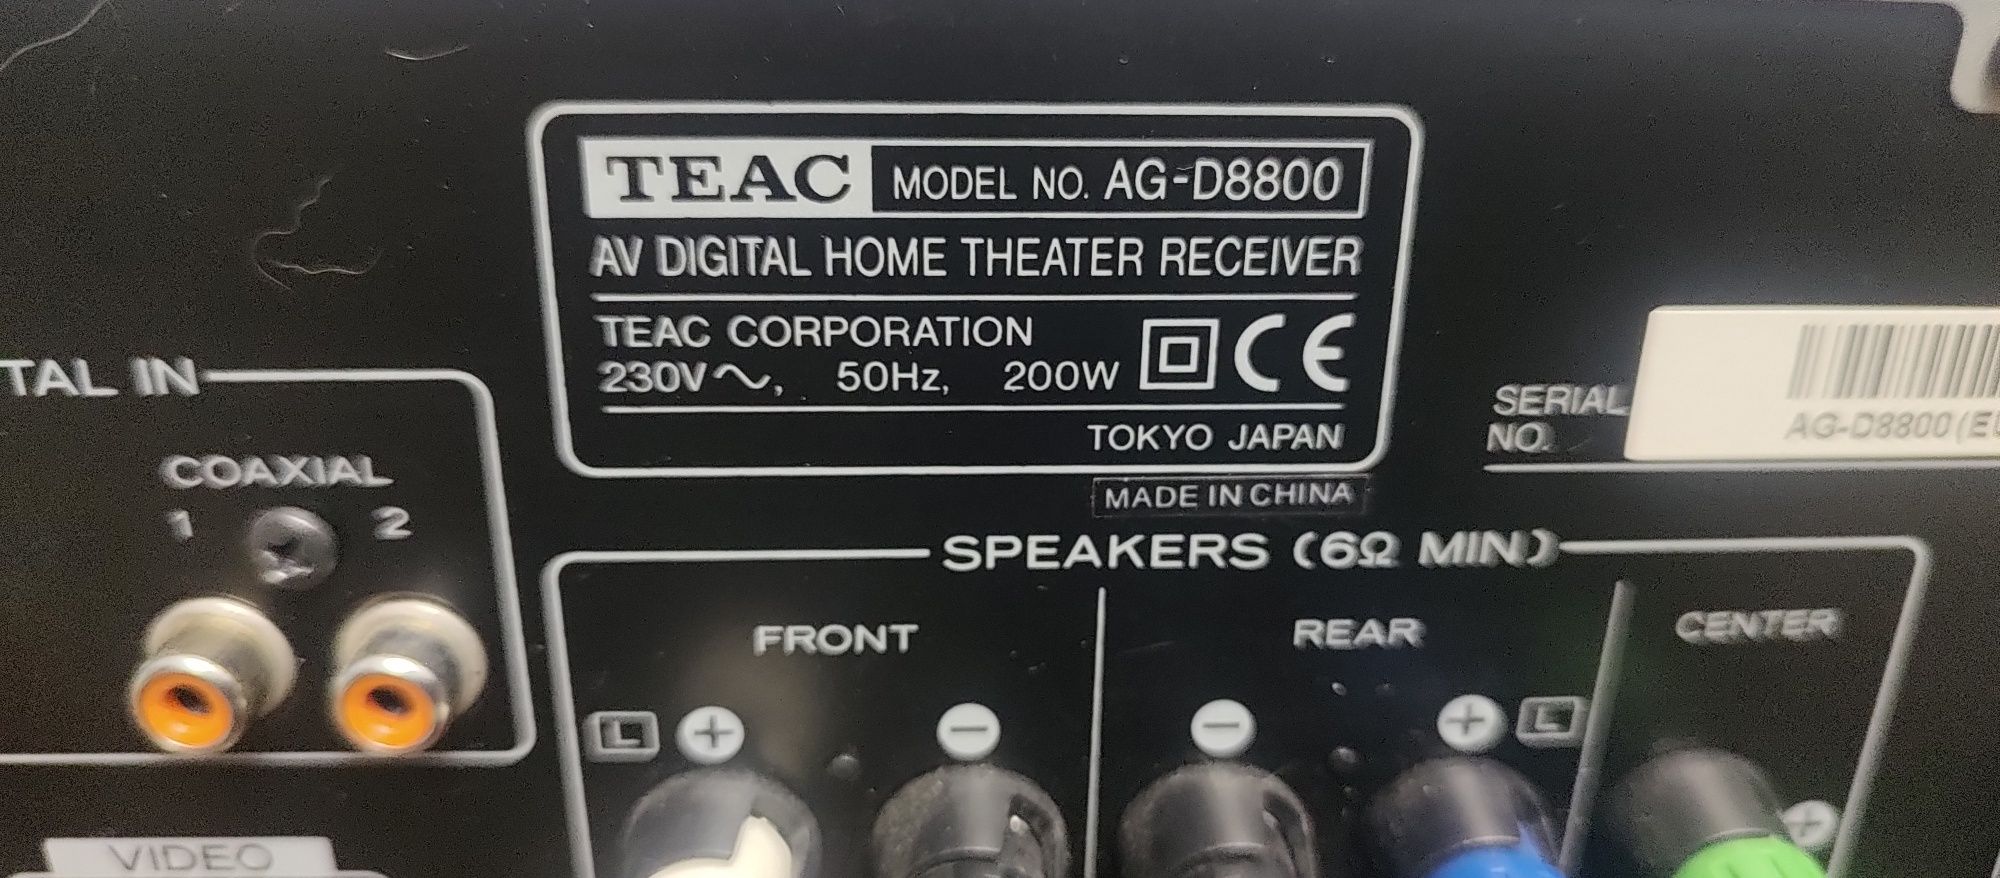 TEAC MODEL NO. AG-D8800
AV DIGITAL HOME THEATER RECEIVER
TEAC CORPORATION
230V～, 50Hz, 200W CE
TOKYO JAPAN
MADE IN CHINA
SERIAL
NO.
AG-D8800(E
TAL IN
COAXIAL
1 2
SPEAKERS (6Ω MIN)
FRONT
REAR
CENTER
L + −
− + L
+
VIDEO